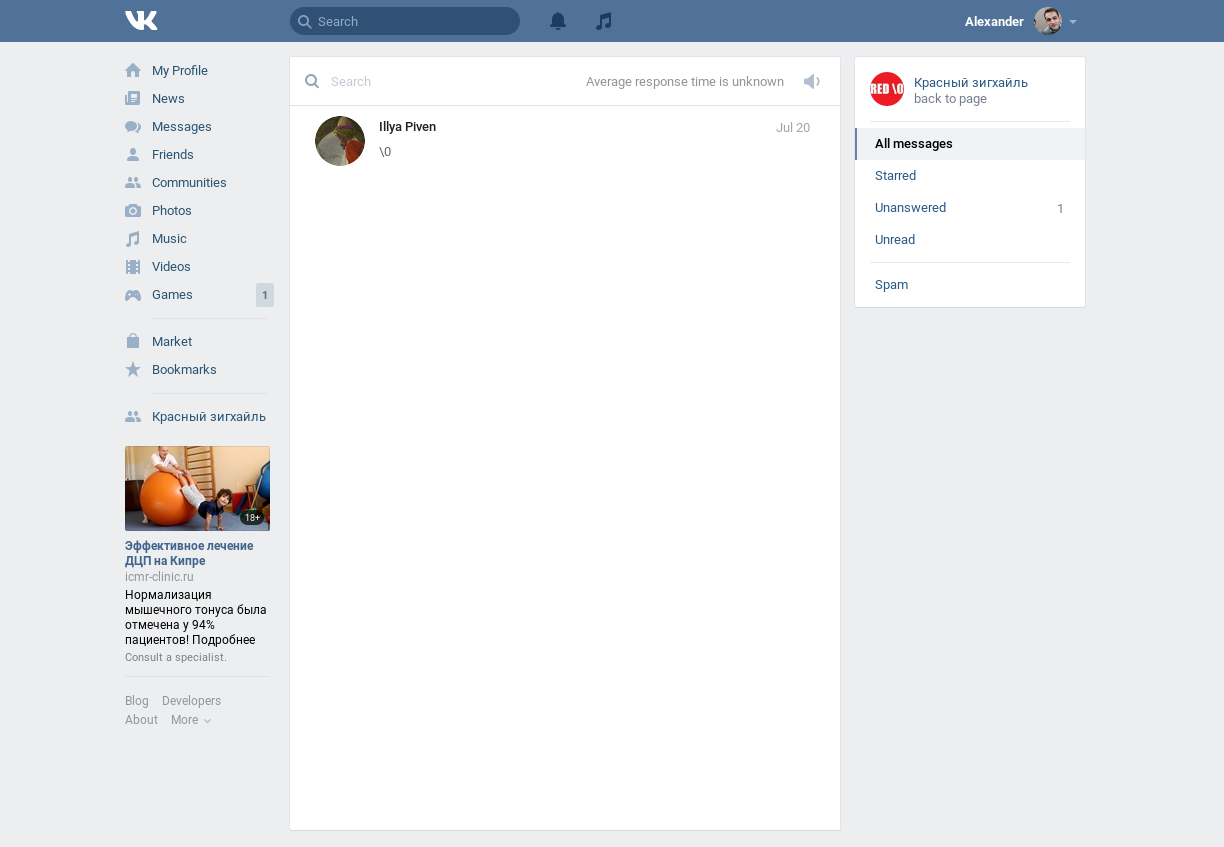 Search
Alexander
My Profile
News
Messages
Friends
Communities
Photos
Music
Videos
Games 1
Market
Bookmarks
Красный зигхайль
18+
Эффективное лечение
ДЦП на Кипре
icmr-clinic.ru
Нормализация
мышечного тонуса была
отмечена у 94%
пациентов! Подробнее
Consult a specialist.
Blog Developers
About More
Search Average response time is unknown
Illya Piven Jul 20
\0
RED \0
Красный зигхайль
back to page
All messages
Starred
Unanswered 1
Unread
Spam